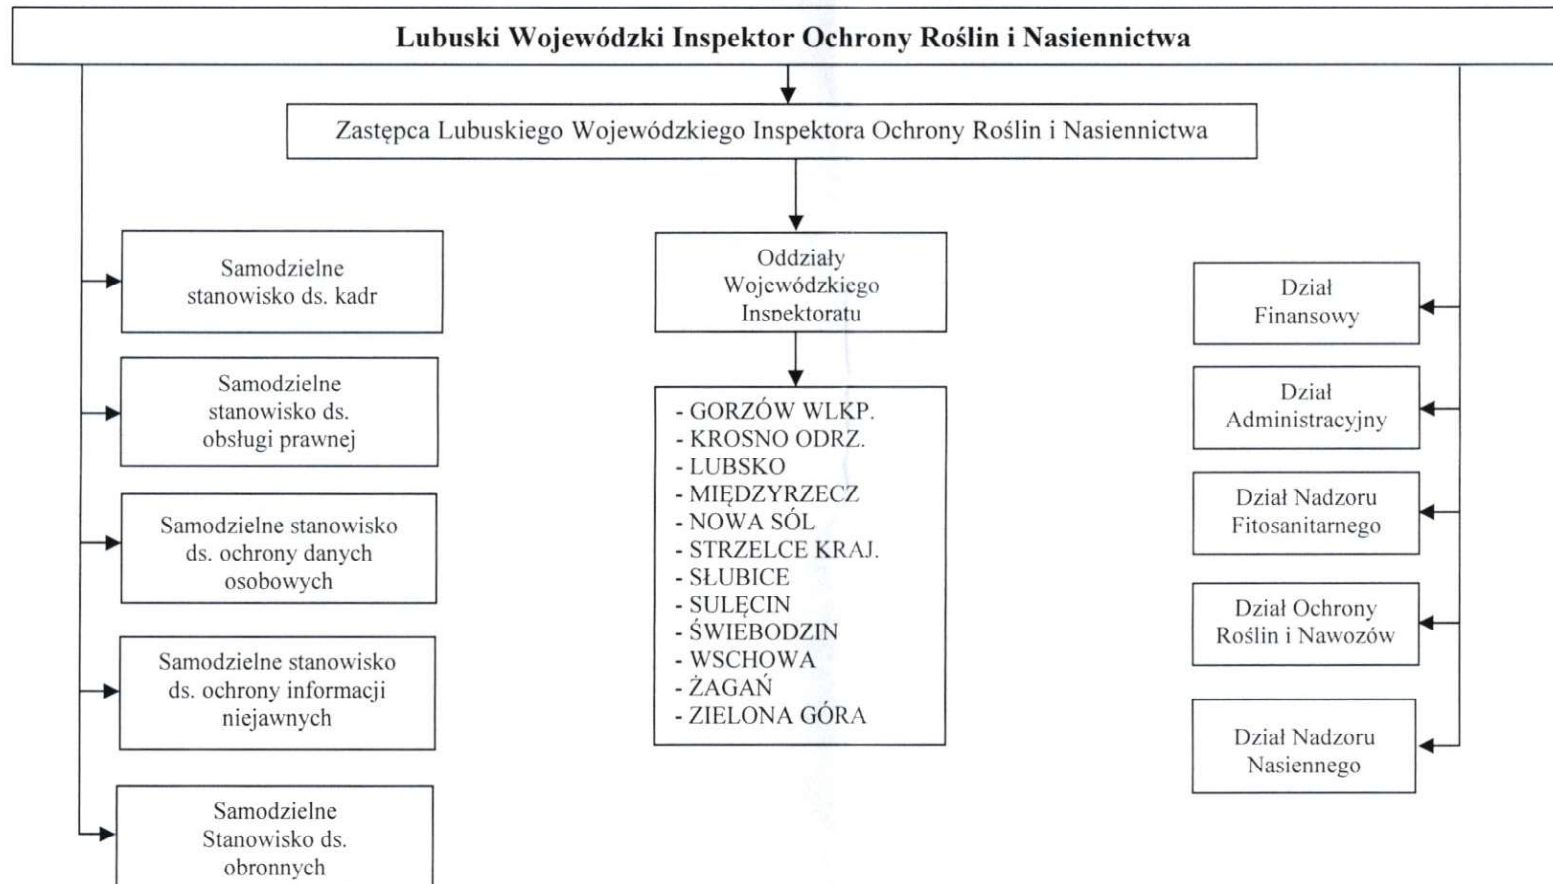 Lubuski Wojewódzki Inspektor Ochrony Roślin i Nasiennictwa
Zastępca Lubuskiego Wojewódzkiego Inspektora Ochrony Roślin i Nasiennictwa
Samodzielne
stanowisko ds. kadr
Samodzielne
stanowisko ds.
obsługi prawnej
Samodzielne stanowisko
ds. ochrony danych
osobowych
Samodzielne stanowisko
ds. ochrony informacji
niejawnych
Samodzielne
Stanowisko ds.
obronnych
Oddziały
Wojewódzkiego
Inspektoratu
- GORZÓW WLKP.
- KROSNO ODRZ.
- LUBSKO
- MIĘDZYRZECZ
- NOWA SÓL
- STRZELCE KRAJ.
- SŁUBICE
- SULĘCIN
- ŚWIEBODZIN
- WSCHOWA
- ŻAGAŃ
- ZIELONA GÓRA
Dział
Finansowy
Dział
Administracyjny
Dział Nadzoru
Fitosanitarnego
Dział Ochrony
Roślin i Nawozów
Dział Nadzoru
Nasiennego